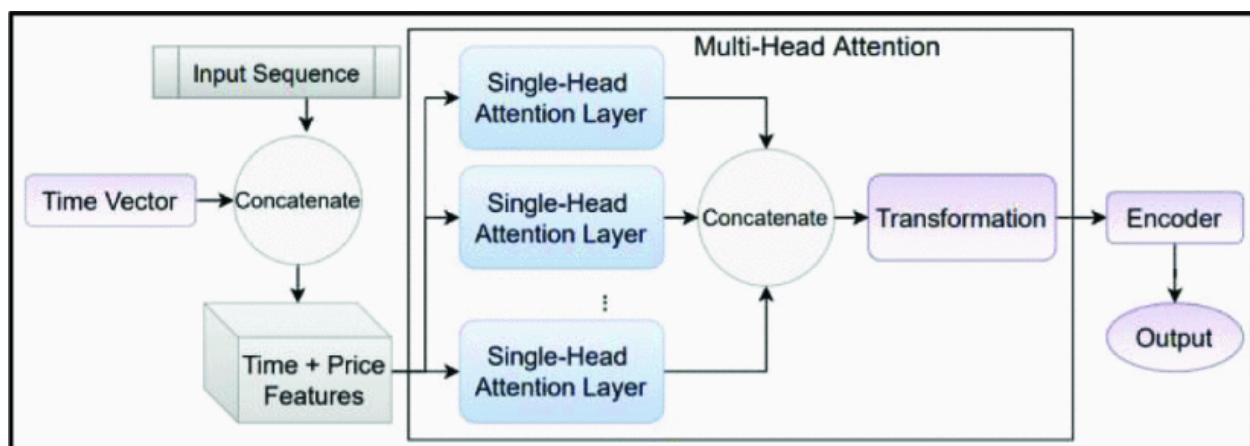 Multi-Head Attention
Input Sequence
Time Vector
Concatenate
Time + Price
Features
Single-Head
Attention Layer
Single-Head
Attention Layer
...
Single-Head
Attention Layer
Concatenate
Transformation
Encoder
Output